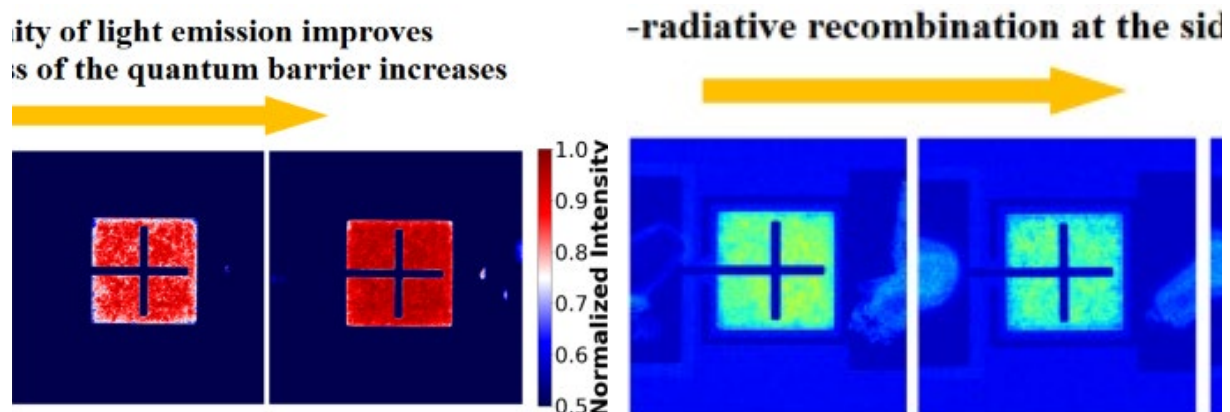 ity of light emission improves
of the quantum barrier increases
-radiative recombination at the
1.0
0.9
0.8
0.7
0.6
0.5
Normalized Intensity